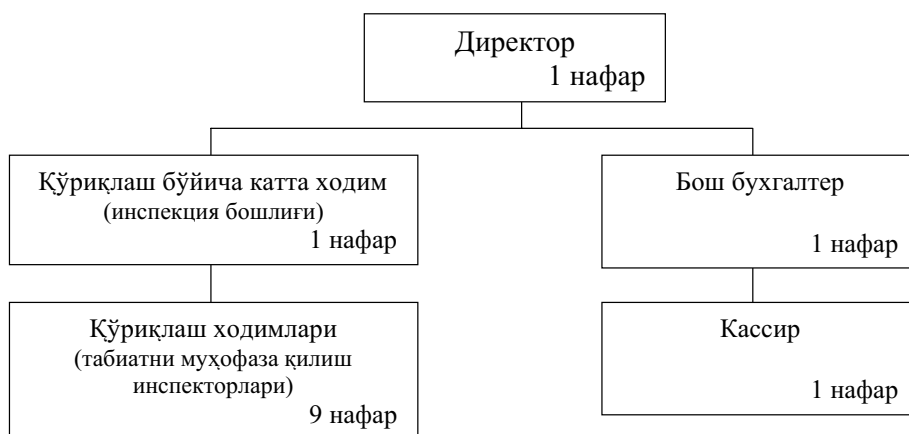 Директор
1 нафар
Қўриқлаш бўйича катта ходим
(инспекция бошлиғи)
1 нафар
Бош бухгалтер
1 нафар
Қўриқлаш ходимлари
(табиатни муҳофаза қилиш
инспекторлари)
9 нафар
Кассир
1 нафар